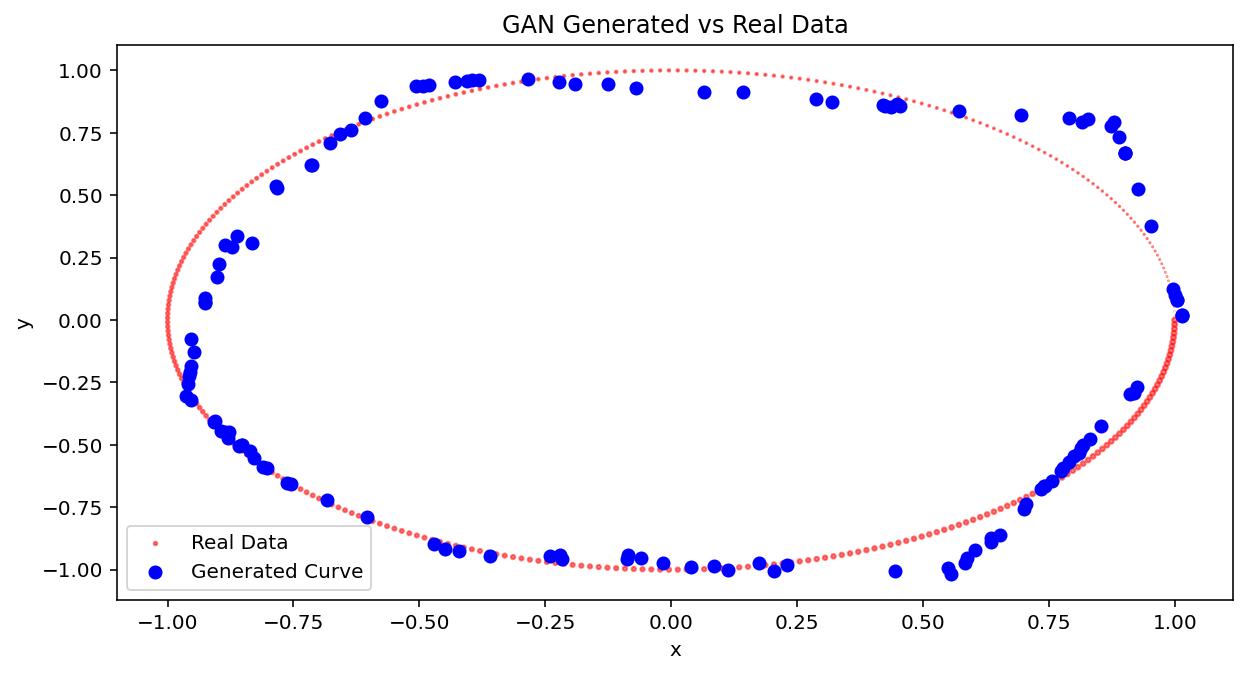 GAN Generated vs Real Data
1.00
0.75
0.50
0.25
0.00
−0.25
−0.50
−0.75
−1.00
y
Real Data
Generated Curve
−1.00 −0.75 −0.50 −0.25 0.00 0.25 0.50 0.75 1.00
x